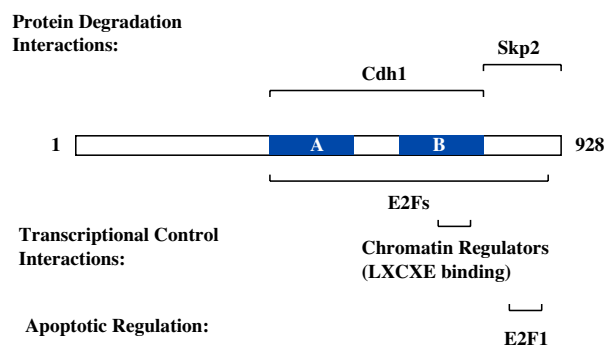 Protein Degradation
Interactions:
Skp2
Cdh1
1
A
B
928
E2Fs
Transcriptional Control
Interactions:
Chromatin Regulators
(LXCXE binding)
Apoptotic Regulation:
E2F1